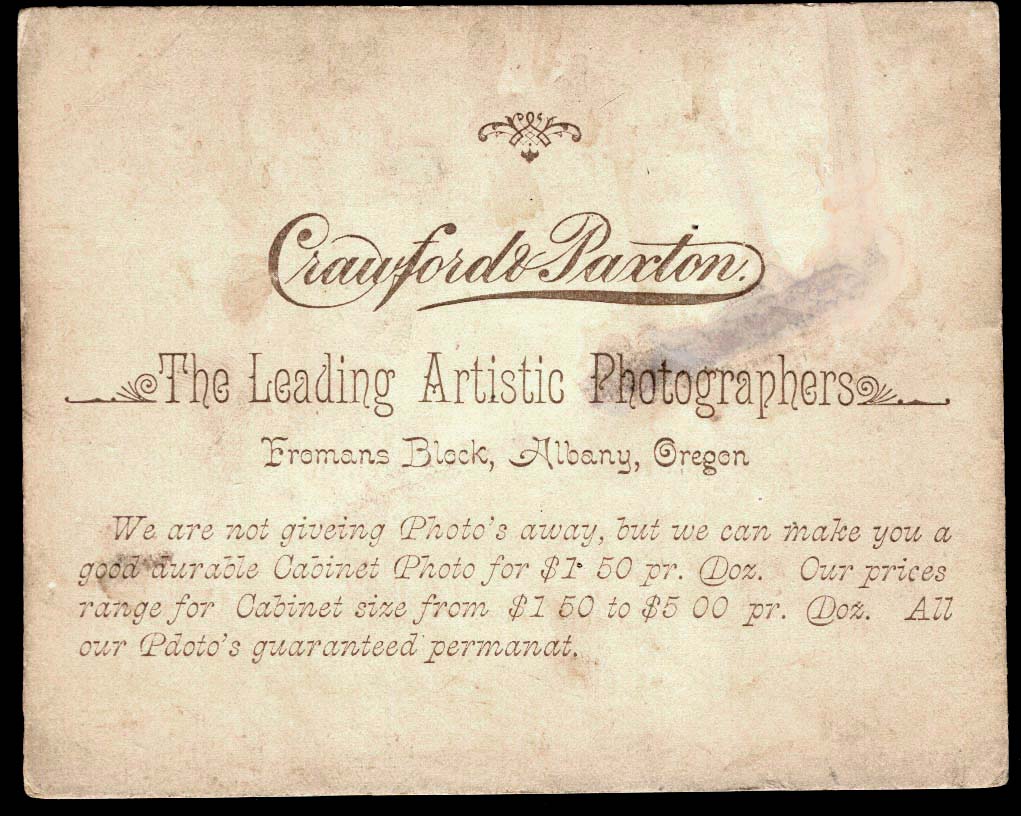 Crawford & Paxton.
The Leading Artistic Photographers
Fromans Block, Albany, Oregon
We are not giveing Photo's away, but we can make you a
good durable Cabinet Photo for $1 50 pr. Doz. Our prices
range for Cabinet size from $1 50 to $5 00 pr. Doz. All
our Pdoto's guaranteed permanat.